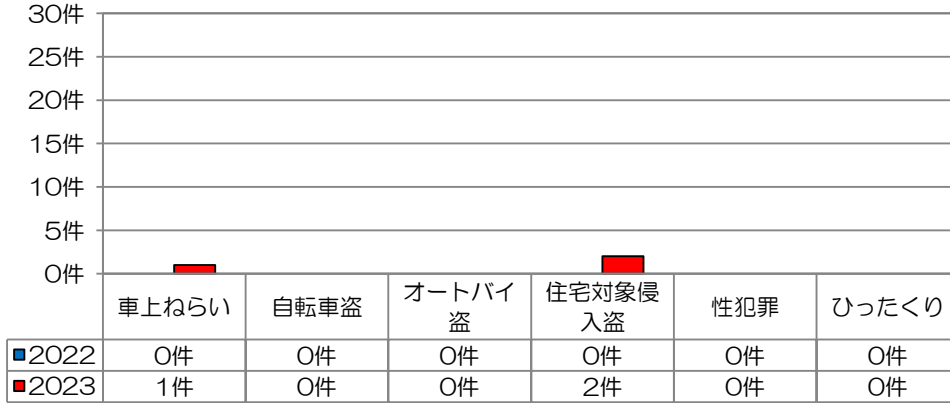 30件
25件
20件
15件
10件
5件
0件
車上ねらい 自転車盗 オートバイ盗 住宅対象侵入盗 性犯罪 ひったくり
2022 0件 0件 0件 0件 0件 0件
2023 1件 0件 0件 2件 0件 0件